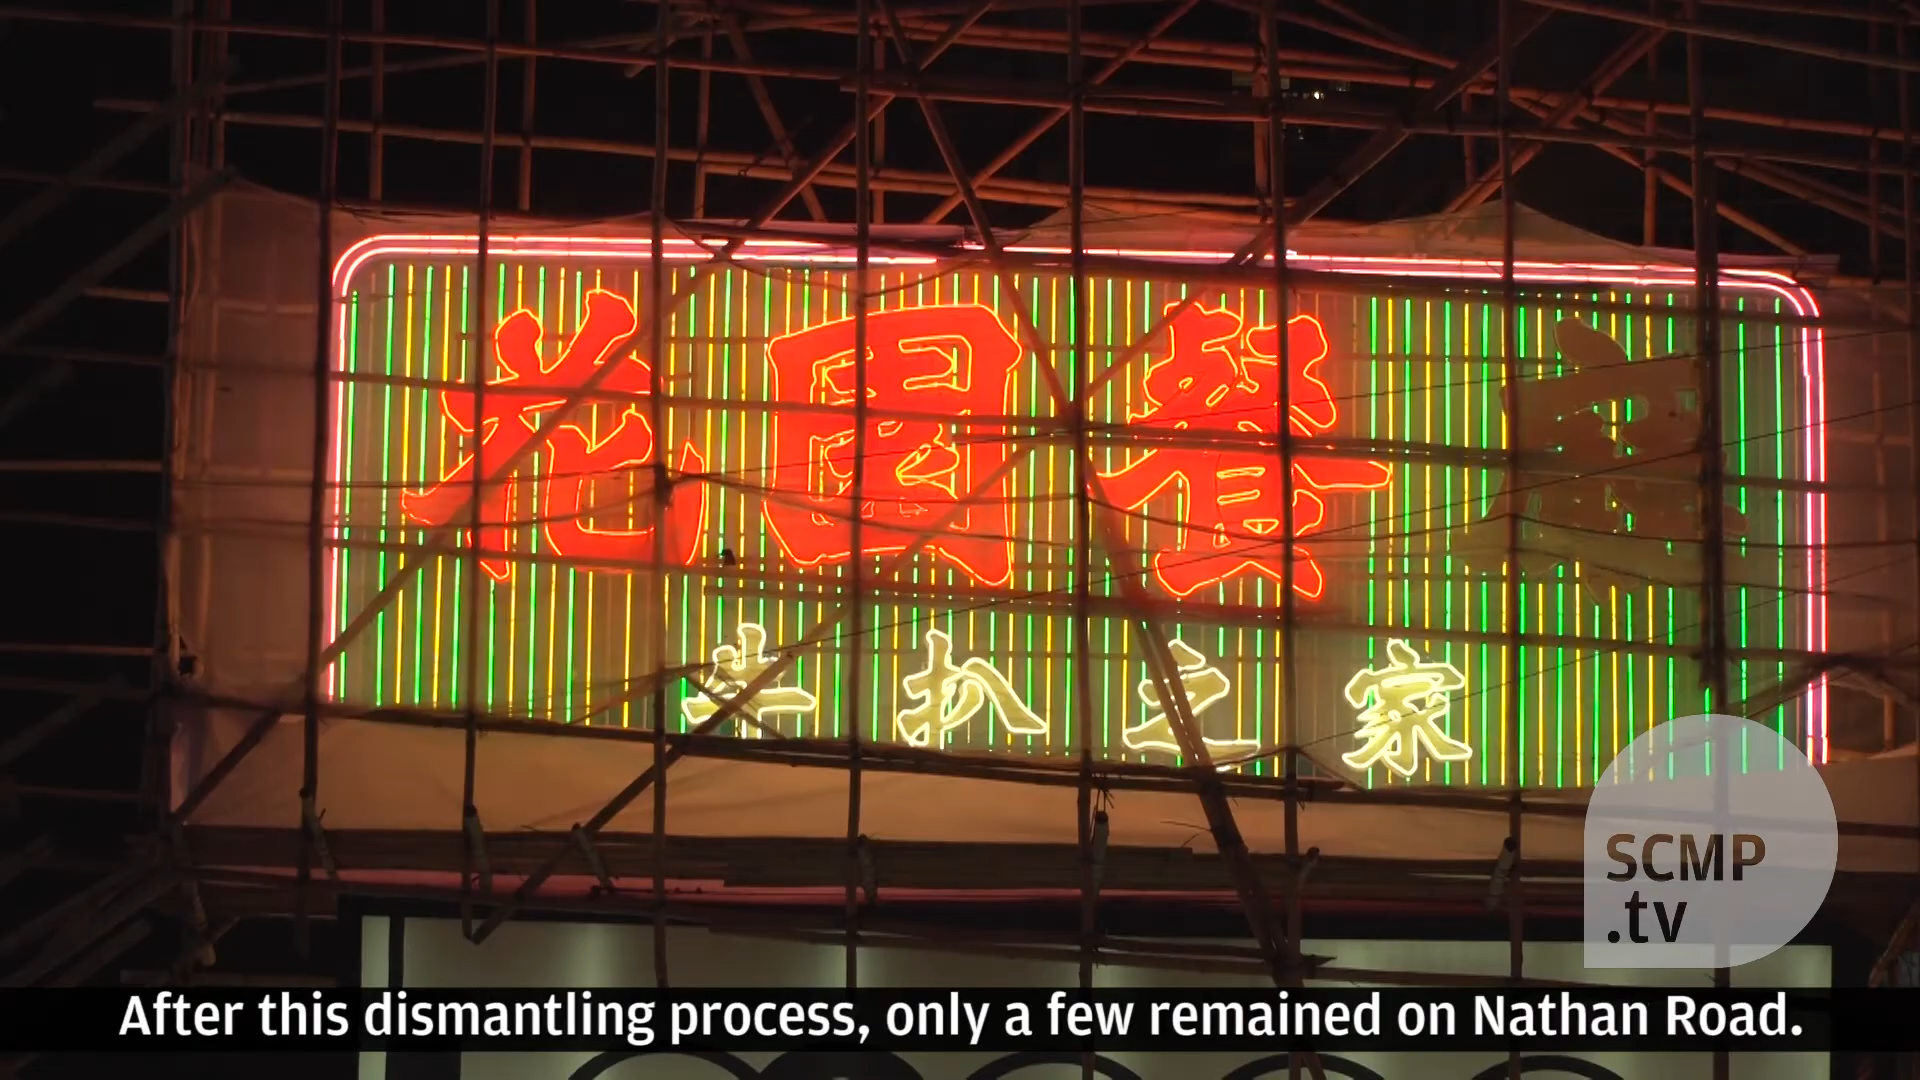 花園餐廳
牛扒之家
SCMP
.tv
After this dismantling process, only a few remained on Nathan Road.